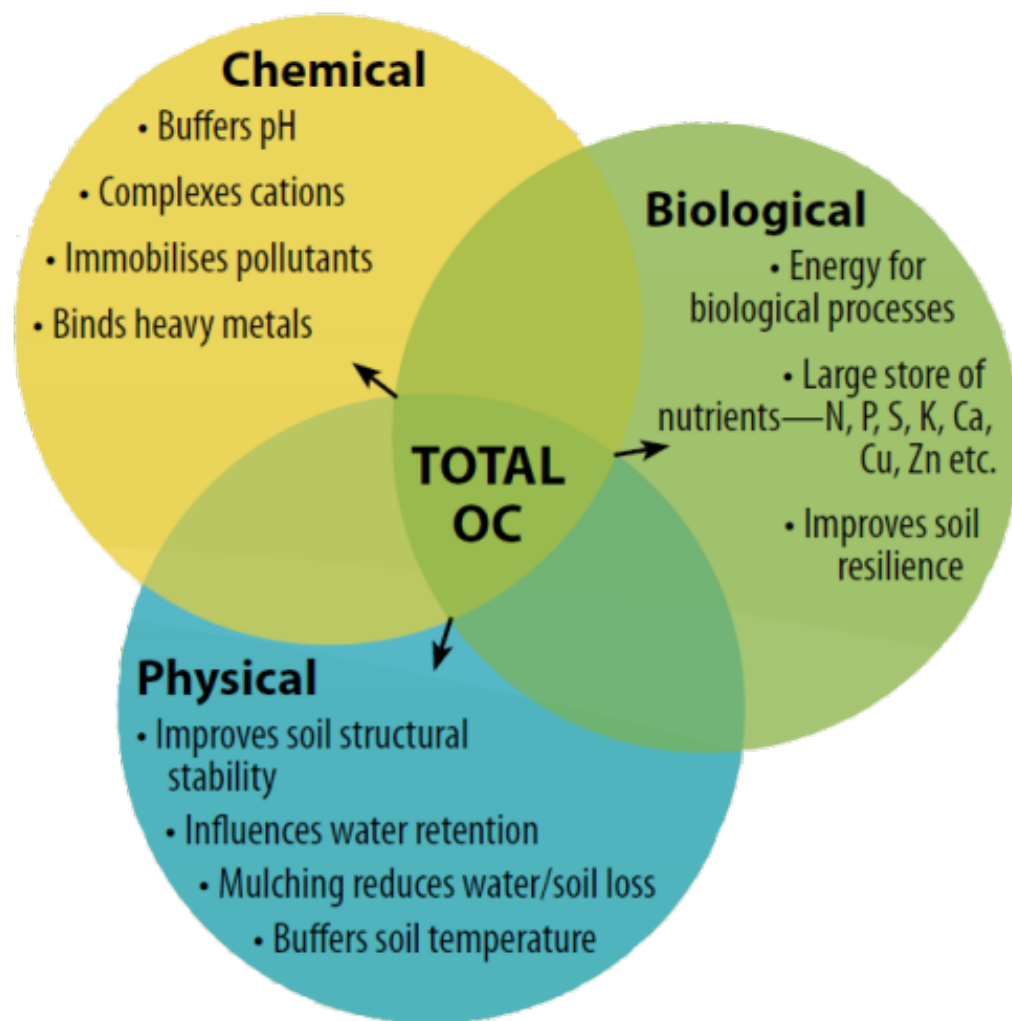 Chemical
• Buffers pH
• Complexes cations
• Immobilises pollutants
• Binds heavy metals
Biological
• Energy for
biological processes
• Large store of
nutrients—N, P, S, K, Ca,
Cu, Zn etc.
• Improves soil
resilience
TOTAL
OC
Physical
• Improves soil structural
stability
• Influences water retention
• Mulching reduces water/soil loss
• Buffers soil temperature